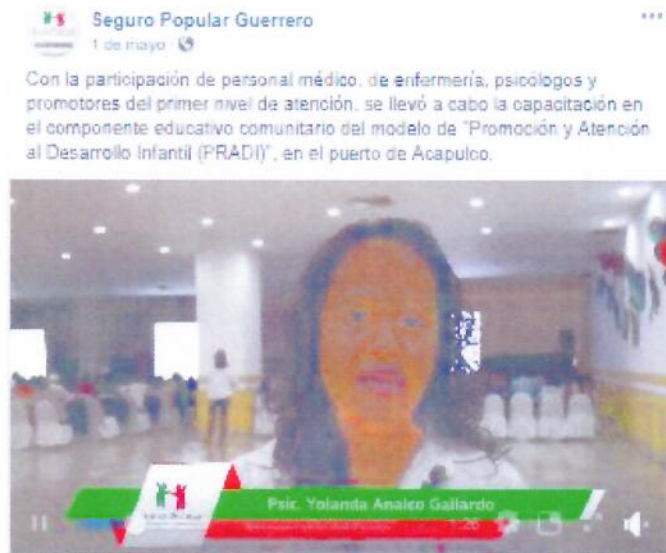 Seguro Popular Guerrero
1 de mayo
Con la participación de personal médico, de enfermería, psicólogos y
promotores del primer nivel de atención, se llevó a cabo la capacitación en
el componente educativo comunitario del modelo de "Promoción y Atención
al Desarrollo Infantil (PRADI)", en el puerto de Acapulco.
Psic. Yolanda Analco Gallardo
1:26